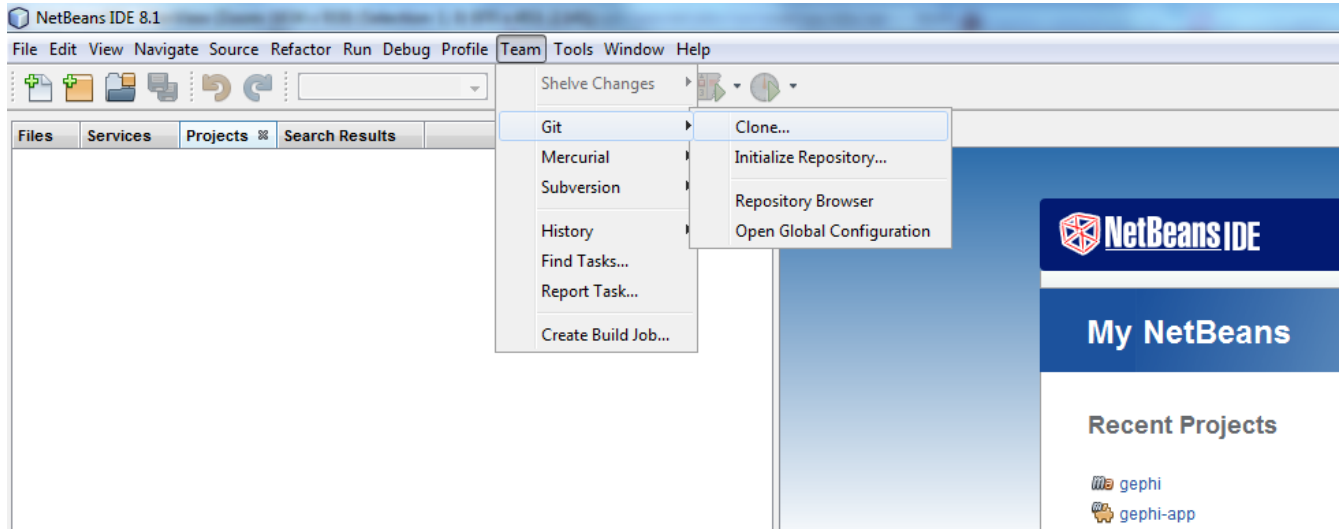 NetBeans IDE 8.1
File Edit View Navigate Source Refactor Run Debug Profile Team Tools Window Help
Shelve Changes
Files Services Projects Search Results
Git
Mercurial
Subversion
History
Find Tasks...
Report Task...
Create Build Job...
Clone...
Initialize Repository...
Repository Browser
Open Global Configuration
NetBeans IDE
My NetBeans
Recent Projects
gephi
gephi-app